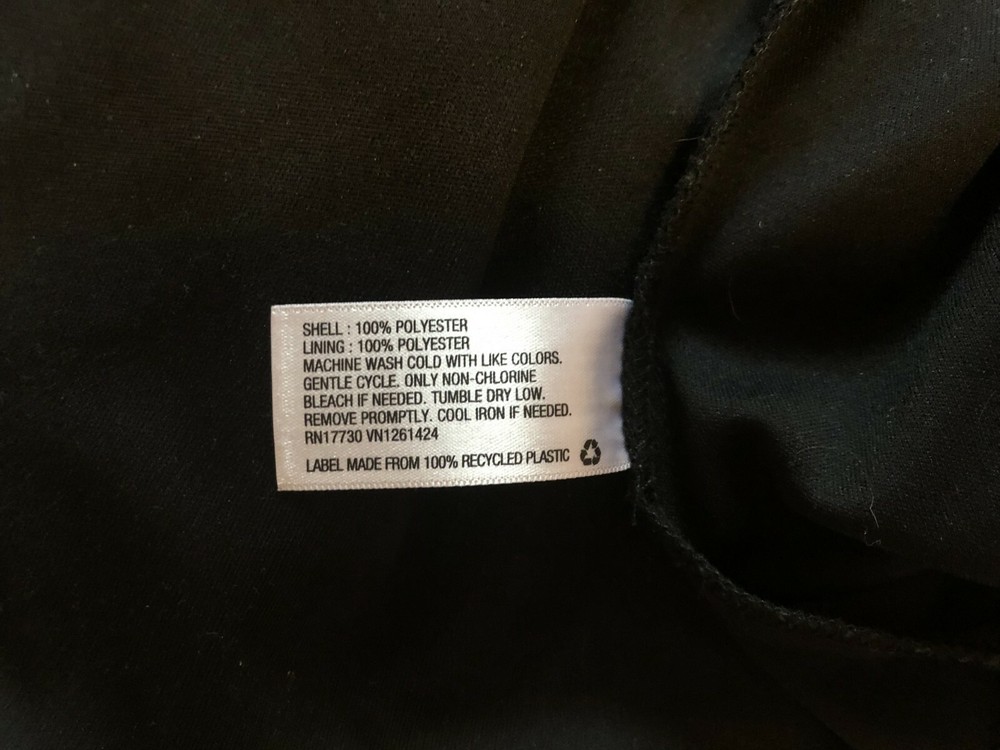 SHELL : 100% POLYESTER
LINING : 100% POLYESTER
MACHINE WASH COLD WITH LIKE COLORS.
GENTLE CYCLE. ONLY NON-CHLORINE
BLEACH IF NEEDED. TUMBLE DRY LOW.
REMOVE PROMPTLY. COOL IRON IF NEEDED.
RN17730 VN1261424
LABEL MADE FROM 100% RECYCLED PLASTIC